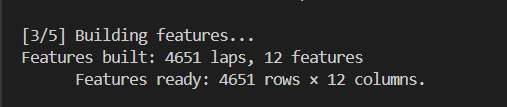 [3/5] Building features...
Features built: 4651 laps, 12 features
Features ready: 4651 rows × 12 columns.